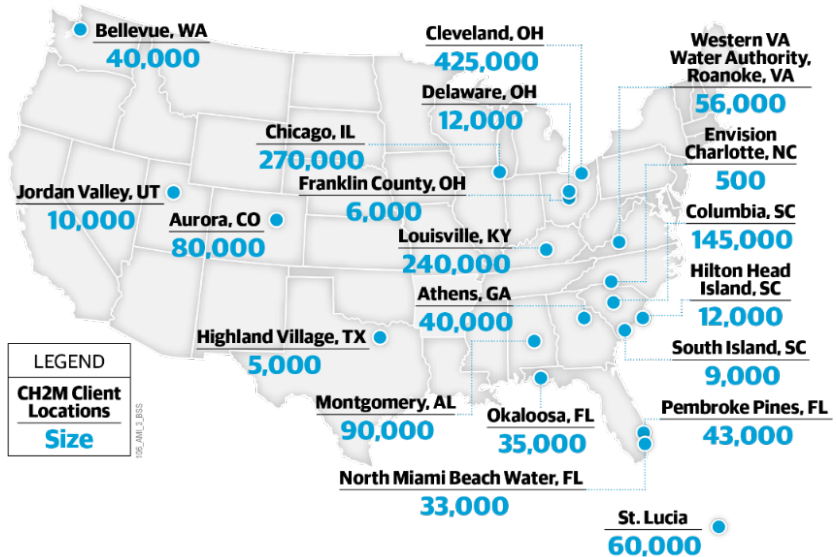 Bellevue, WA
40,000
Cleveland, OH
425,000
Western VA
Water Authority,
Roanoke, VA
56,000
Delaware, OH
12,000
Chicago, IL
270,000
Envision
Charlotte, NC
500
Jordan Valley, UT
10,000
Franklin County, OH
6,000
Aurora, CO
80,000
Columbia, SC
145,000
Louisville, KY
240,000
Hilton Head
Island, SC
12,000
Athens, GA
40,000
Highland Village, TX
5,000
South Island, SC
9,000
LEGEND
CH2M Client
Locations
Size
Montgomery, AL
90,000
Okaloosa, FL
35,000
Pembroke Pines, FL
43,000
North Miami Beach Water, FL
33,000
St. Lucia
60,000